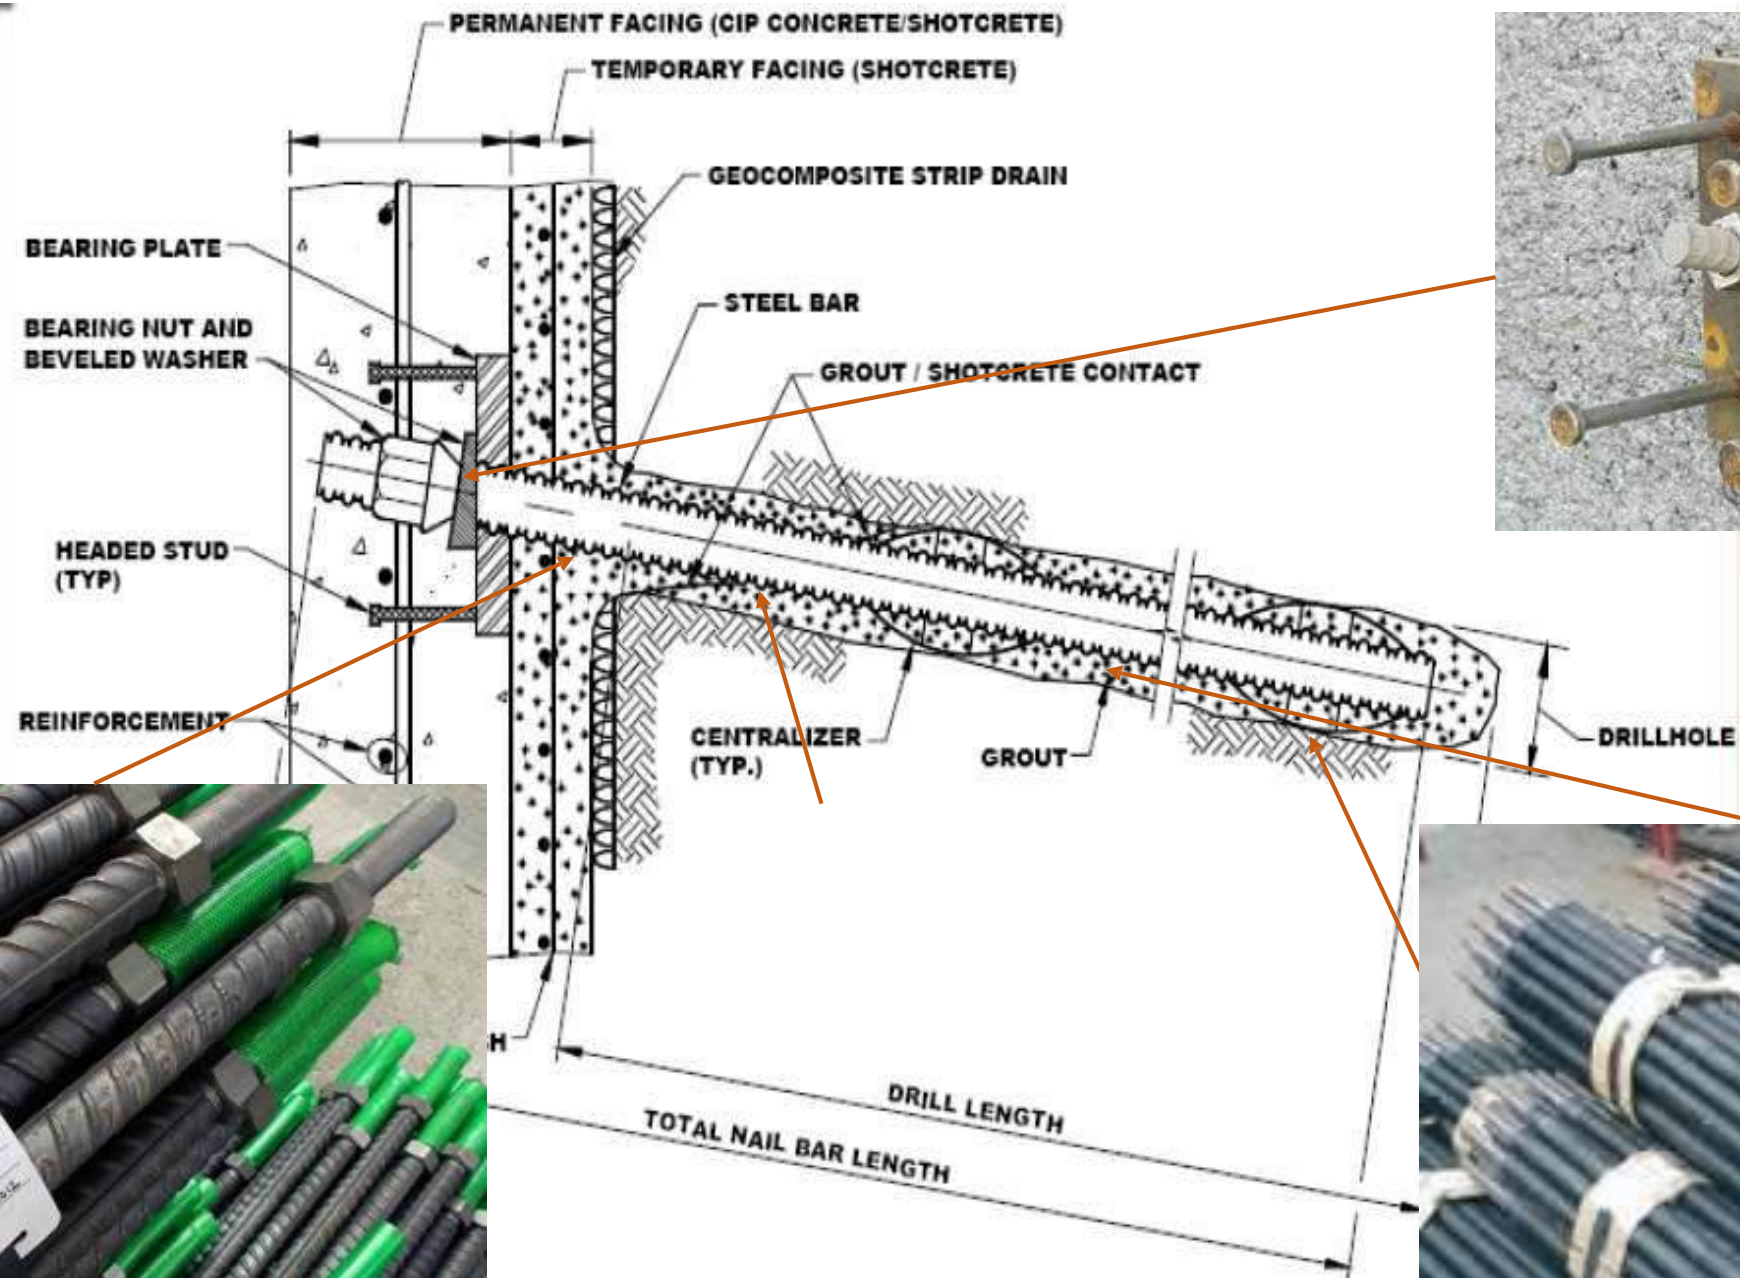 PERMANENT FACING (CIP CONCRETE/SHOTCRETE)
TEMPORARY FACING (SHOTCRETE)
GEOCOMPOSITE STRIP DRAIN
BEARING PLATE
STEEL BAR
BEARING NUT AND
BEVELED WASHER
GROUT / SHOTCRETE CONTACT
HEADED STUD
(TYP)
REINFORCEMENT
CENTRALIZER
(TYP.)
GROUT
DRILLHOLE
H
DRILL LENGTH
TOTAL NAIL BAR LENGTH